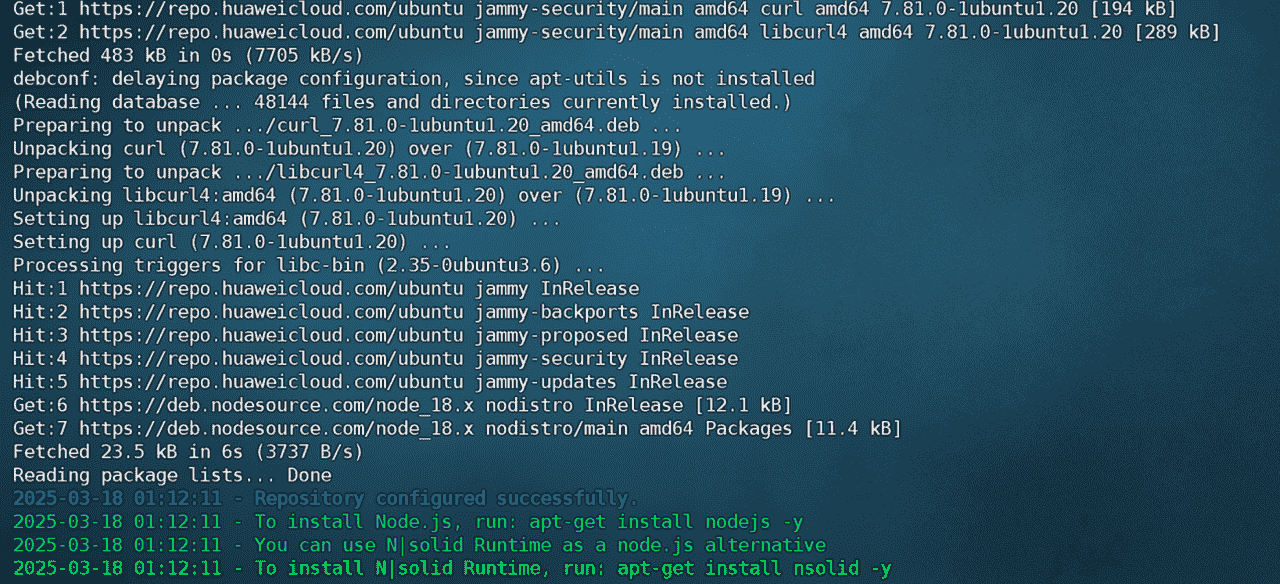 Get:1 https://repo.huaweicloud.com/ubuntu jammy-security/main amd64 curl amd64 7.81.0-1ubuntu1.20 [194 kB]
Get:2 https://repo.huaweicloud.com/ubuntu jammy-security/main amd64 libcurl4 amd64 7.81.0-1ubuntu1.20 [289 kB]
Fetched 483 kB in 0s (7705 kB/s)
debconf: delaying package configuration, since apt-utils is not installed
(Reading database ... 48144 files and directories currently installed.)
Preparing to unpack .../curl_7.81.0-1ubuntu1.20_amd64.deb ...
Unpacking curl (7.81.0-1ubuntu1.20) over (7.81.0-1ubuntu1.19) ...
Preparing to unpack .../libcurl4_7.81.0-1ubuntu1.20_amd64.deb ...
Unpacking libcurl4:amd64 (7.81.0-1ubuntu1.20) over (7.81.0-1ubuntu1.19) ...
Setting up libcurl4:amd64 (7.81.0-1ubuntu1.20) ...
Setting up curl (7.81.0-1ubuntu1.20) ...
Processing triggers for libc-bin (2.35-0ubuntu3.6) ...
Hit:1 https://repo.huaweicloud.com/ubuntu jammy InRelease
Hit:2 https://repo.huaweicloud.com/ubuntu jammy-backports InRelease
Hit:3 https://repo.huaweicloud.com/ubuntu jammy-proposed InRelease
Hit:4 https://repo.huaweicloud.com/ubuntu jammy-security InRelease
Hit:5 https://repo.huaweicloud.com/ubuntu jammy-updates InRelease
Get:6 https://deb.nodesource.com/node_18.x nodistro InRelease [12.1 kB]
Get:7 https://deb.nodesource.com/node_18.x nodistro/main amd64 Packages [11.4 kB]
Fetched 23.5 kB in 6s (3737 B/s)
Reading package lists... Done
2025-03-18 01:12:11 - Repository configured successfully.
2025-03-18 01:12:11 - To install Node.js, run: apt-get install nodejs -y
2025-03-18 01:12:11 - You can use N|solid Runtime as a node.js alternative
2025-03-18 01:12:11 - To install N|solid Runtime, run: apt-get install nsolid -y